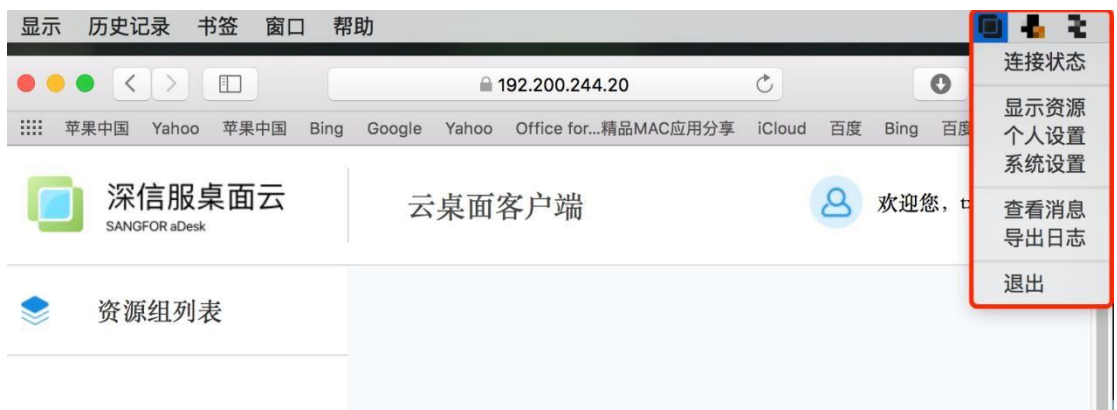 显示 历史记录 书签 窗口 帮助
192.200.244.20
苹果中国 Yahoo 苹果中国 Bing Google Yahoo Office for...精品MAC应用分享 iCloud 百度 Bing 百度
深信服桌面云
SANGFOR aDesk
云桌面客户端
欢迎您,
资源组列表
连接状态
显示资源
个人设置
系统设置
查看消息
导出日志
退出